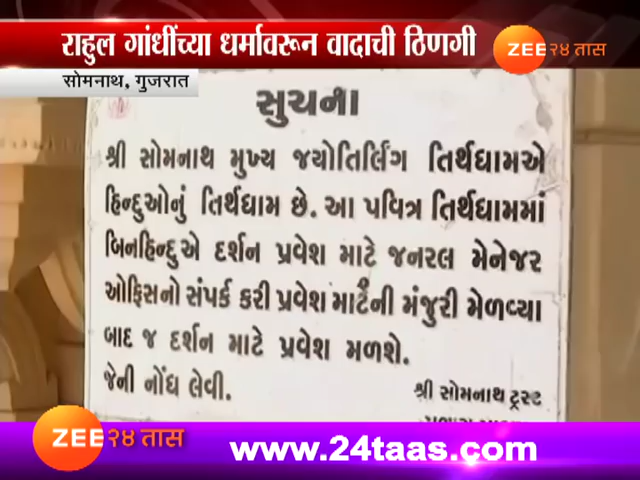 राहुल गांधींच्या धर्मावरून वादाची ठिणगी
ZEE २४ तास
सोमनाथ, गुजरात
સુચના
શ્રી સોમનાથ મુખ્ય જ્યોતિર્લિંગ તિર્થધામએ
હિન્દુઓનું તિર્થધામ છે. આ પવિત્ર તિર્થધામમાં
બિનહિન્દુએ દર્શન પ્રવેશ માટે જનરલ મેનેજર
ઓફિસનો સંપર્ક કરી પ્રવેશ માટેની મંજુરી મેળવ્યા
બાદ જ દર્શન માટે પ્રવેશ મળશે.
જેની નોંધ લેવી.
શ્રી સોમનાથ ટ્રસ્ટ
ZEE २४ तास
www.24taas.com